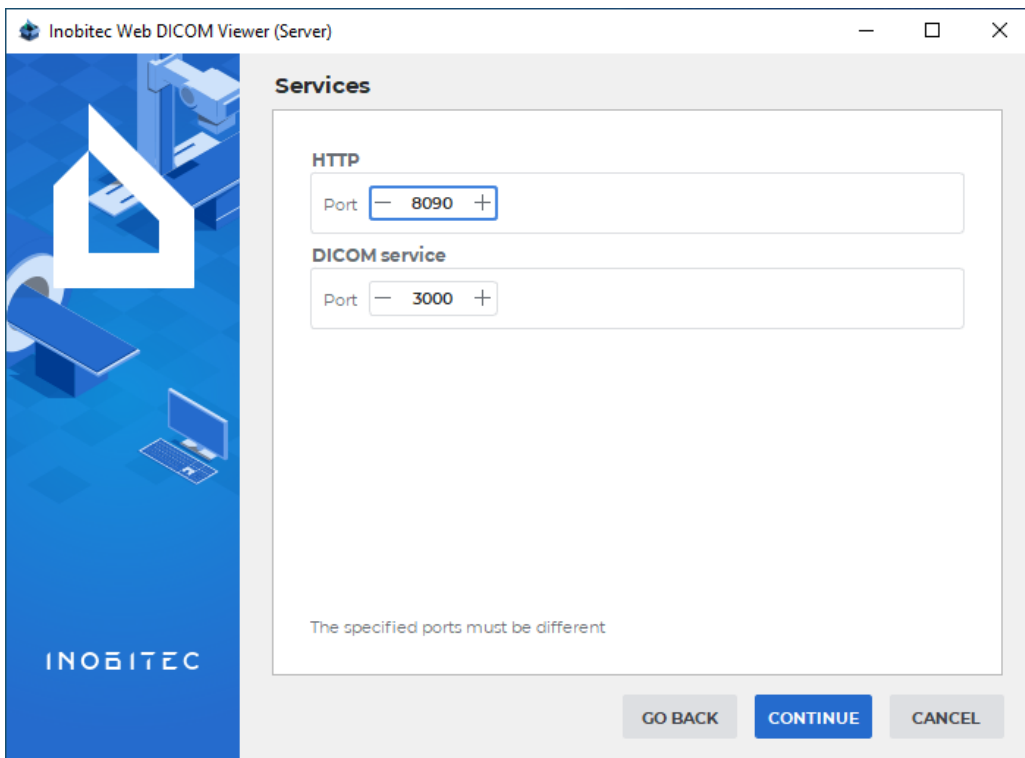 Inobitec Web DICOM Viewer (Server)
Services
HTTP
Port — 8090 +
DICOM service
Port — 3000 +
The specified ports must be different
INOBITEC
GO BACK CONTINUE CANCEL